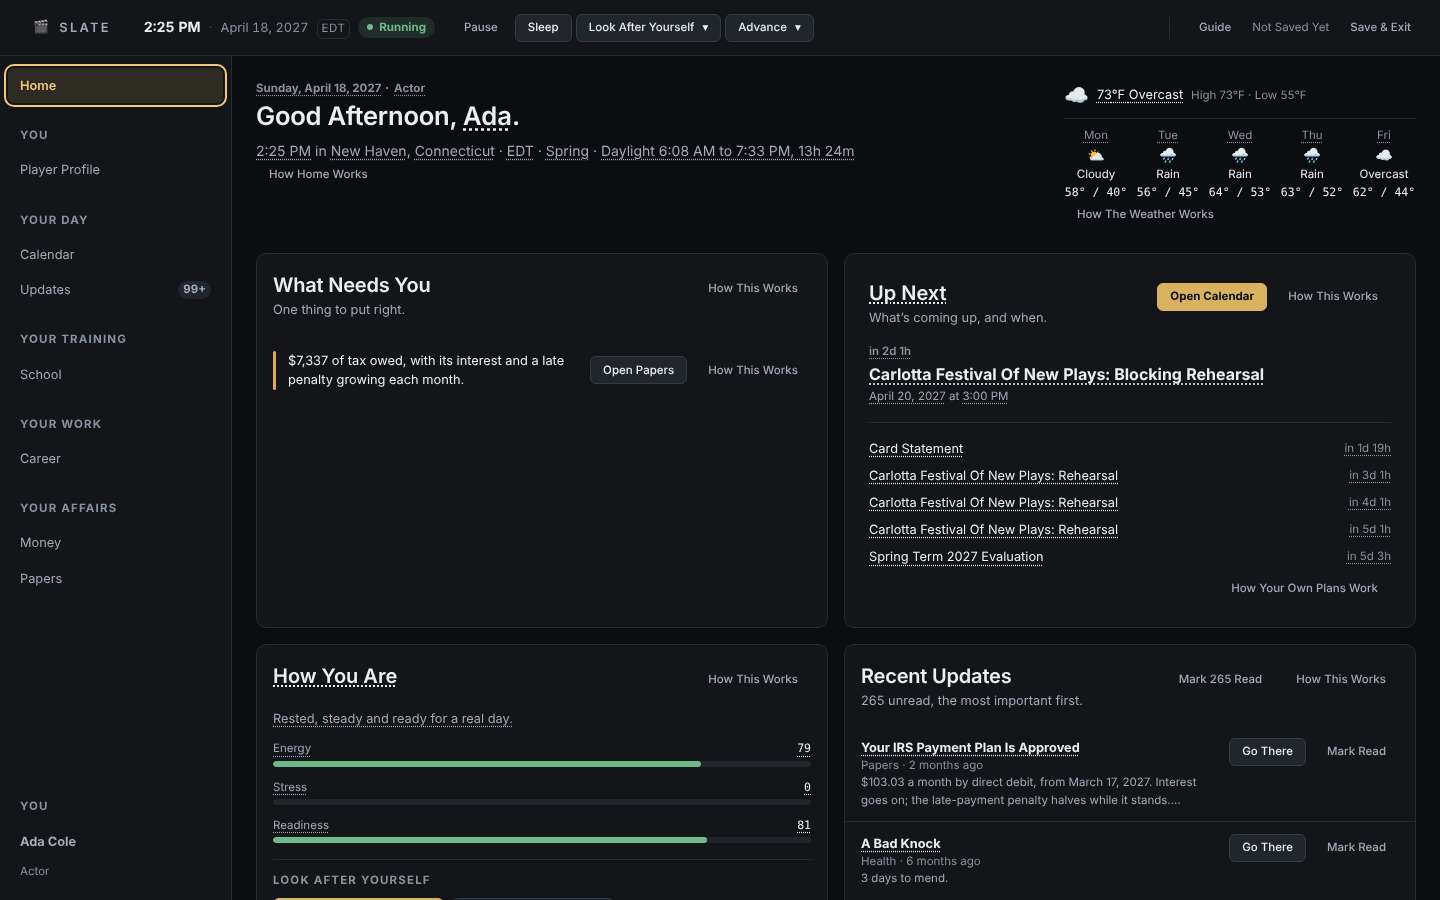 SLATE
2:25 PM · April 18, 2027 EDT Running
Pause
Sleep
Look After Yourself
Advance
Guide
Not Saved Yet
Save & Exit
Home
YOU
Player Profile
YOUR DAY
Calendar
Updates 99+
YOUR TRAINING
School
YOUR WORK
Career
YOUR AFFAIRS
Money
Papers
YOU
Ada Cole
Actor
Sunday, April 18, 2027 · Actor
Good Afternoon, Ada.
2:25 PM in New Haven, Connecticut · EDT · Spring · Daylight 6:08 AM to 7:33 PM, 13h 24m
How Home Works
73°F Overcast High 73°F · Low 55°F
Mon Tue Wed Thu Fri
Cloudy Rain Rain Rain Overcast
58° / 40° 56° / 45° 64° / 53° 63° / 52° 62° / 44°
How The Weather Works
What Needs You
How This Works
One thing to put right.
$7,337 of tax owed, with its interest and a late
penalty growing each month.
Open Papers
How This Works
Up Next
Open Calendar
How This Works
What's coming up, and when.
in 2d 1h
Carlotta Festival Of New Plays: Blocking Rehearsal
April 20, 2027 at 3:00 PM
Card Statement in 1d 19h
Carlotta Festival Of New Plays: Rehearsal in 3d 1h
Carlotta Festival Of New Plays: Rehearsal in 4d 1h
Carlotta Festival Of New Plays: Rehearsal in 5d 1h
Spring Term 2027 Evaluation in 5d 3h
How Your Own Plans Work
How You Are
How This Works
Rested, steady and ready for a real day.
Energy 79
Stress 0
Readiness 81
LOOK AFTER YOURSELF
Recent Updates
Mark 265 Read
How This Works
265 unread, the most important first.
Your IRS Payment Plan Is Approved
Papers · 2 months ago
$103.03 a month by direct debit, from March 17, 2027. Interest
goes on; the late-payment penalty halves while it stands....
Go There
Mark Read
A Bad Knock
Health · 6 months ago
3 days to mend.
Go There
Mark Read